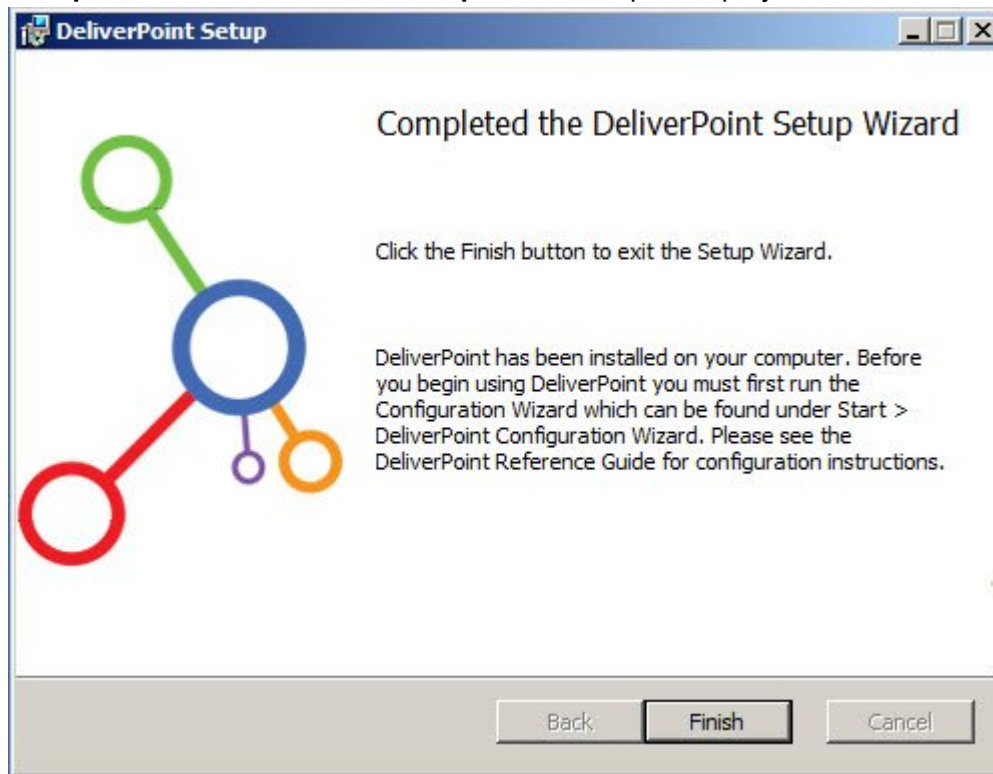 DeliverPoint Setup
Completed the DeliverPoint Setup Wizard
Click the Finish button to exit the Setup Wizard.
DeliverPoint has been installed on your computer. Before
you begin using DeliverPoint you must first run the
Configuration Wizard which can be found under Start >
DeliverPoint Configuration Wizard. Please see the
DeliverPoint Reference Guide for configuration instructions.
Back Finish Cancel